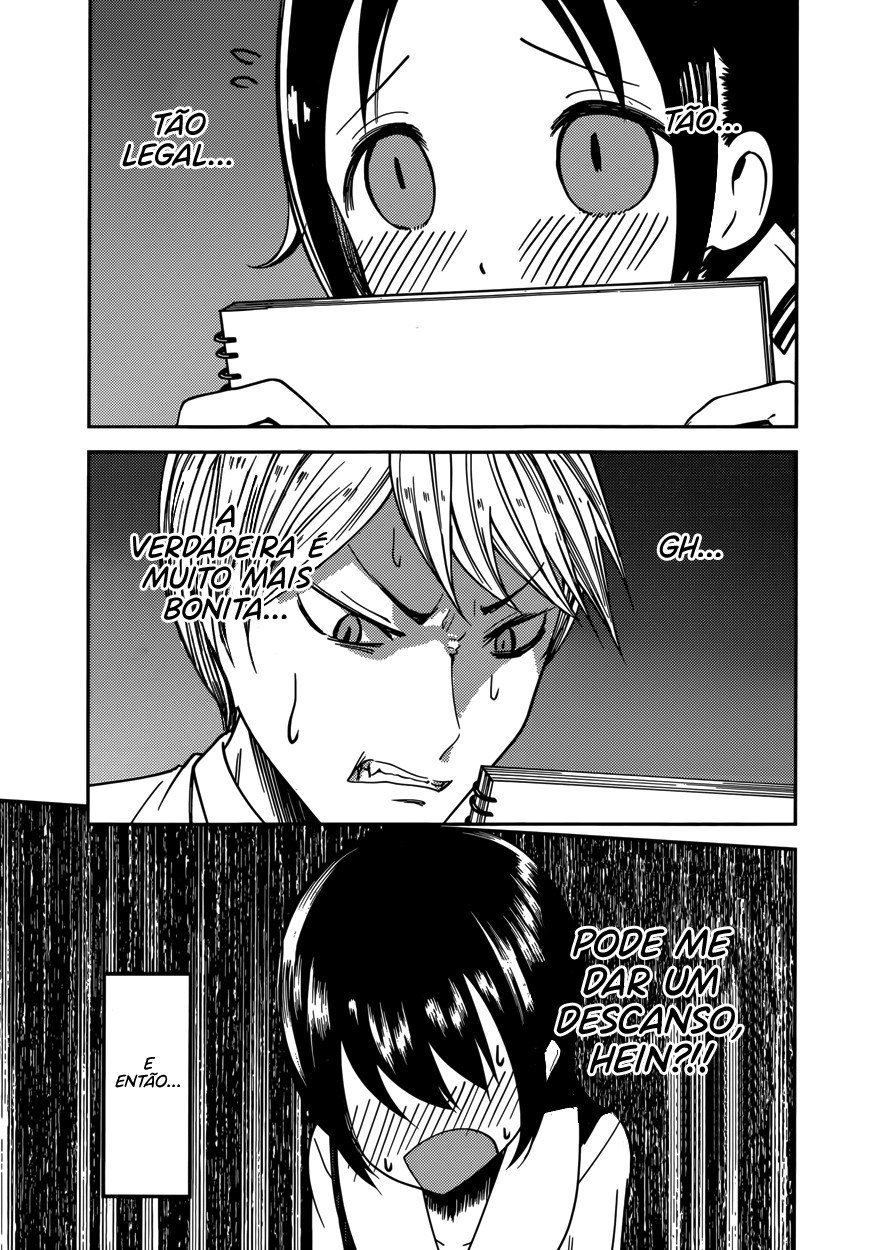 TÃO...
TÃO
LEGAL...
GH...
A
VERDADEIRA É
MUITO MAIS
BONITA...
PODE ME
DAR UM
DESCANSO,
HEIN?!!
E
ENTÃO...